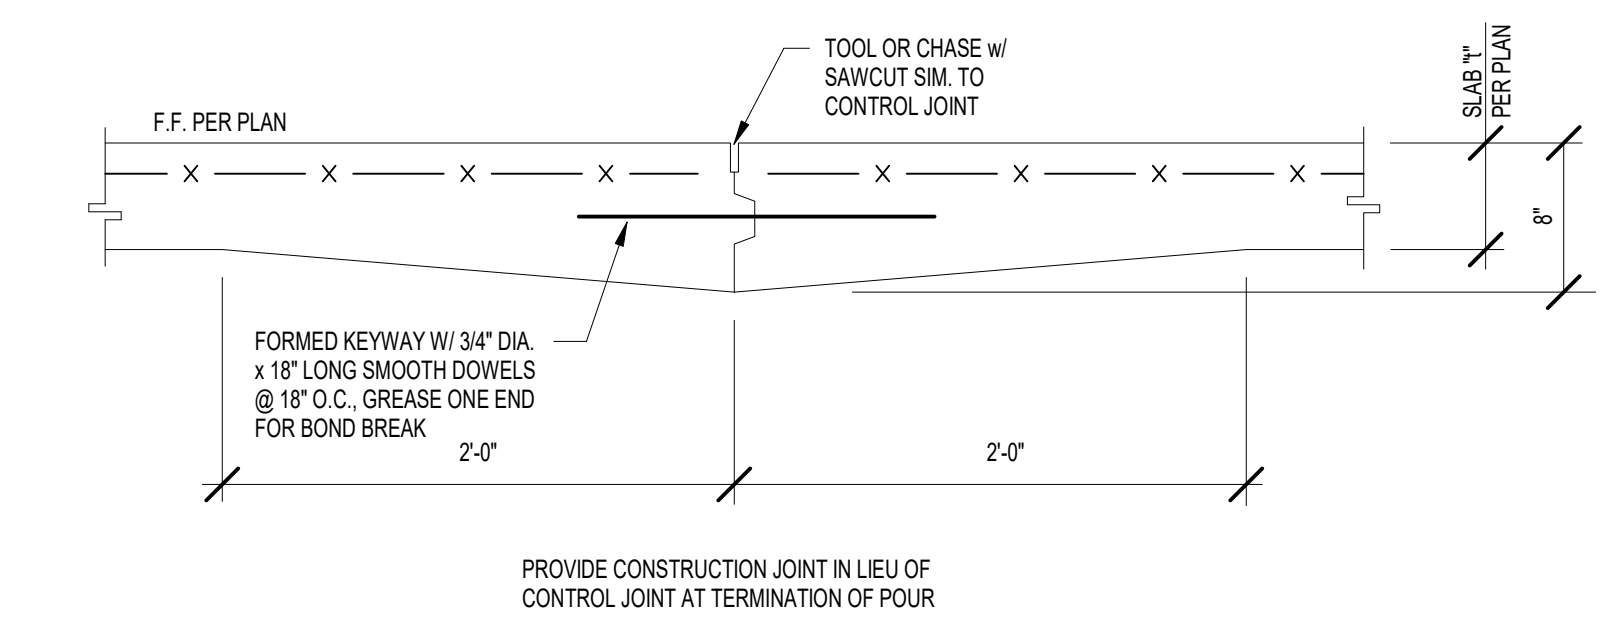 TOOL OR CHASE w/
SAWCUT SIM. TO
CONTROL JOINT
F.F. PER PLAN
SLAB "t"
PER PLAN
8"
X X X X X X X X
FORMED KEYWAY W/ 3/4" DIA.
x 18" LONG SMOOTH DOWELS
@ 18" O.C., GREASE ONE END
FOR BOND BREAK
2'-0"
2'-0"
PROVIDE CONSTRUCTION JOINT IN LIEU OF
CONTROL JOINT AT TERMINATION OF POUR